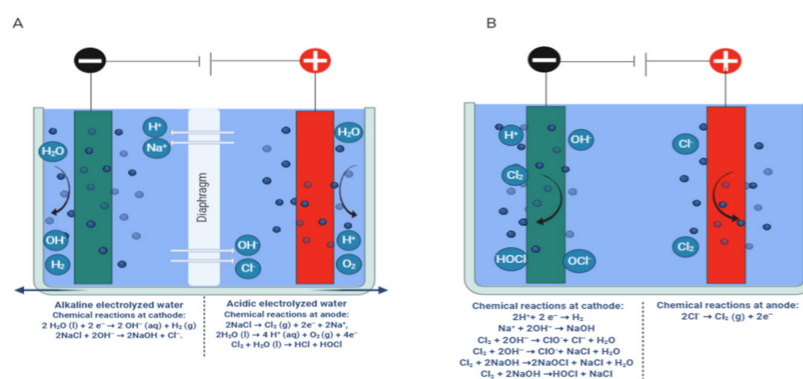 A
B
H⁺
Na⁺
H₂O
H₂O
Diaphragm
OH⁻
H₂
OH⁻
Cl⁻
H⁺
O₂
Alkaline electrolyzed water
Chemical reactions at cathode:
2 H₂O (l) + 2 e⁻ → 2 OH⁻ (aq) + H₂ (g)
2NaCl + 2OH⁻ → 2NaOH + Cl⁻.
Acidic electrolyzed water
Chemical reactions at anode:
2NaCl → Cl₂ (g) + 2e⁻ + 2Na⁺,
2H₂O (l) → 4 H⁺ (aq) + O₂ (g) + 4e⁻
Cl₂ + H₂O (l) → HCl + HOCl
H⁺
OH⁻
Cl₂
HOCl
OCl⁻
Cl⁻
Cl₂
Chemical reactions at cathode:
2H⁺+ 2 e⁻ → H₂
Na⁺ + 2OH⁻ → NaOH
Cl₂ + 2OH⁻ → ClO⁻+ Cl⁻ + H₂O
Cl₂ + 2OH⁻ → ClO⁻+ NaCl + H₂O
Cl₂ + 2NaOH →2NaOCl + NaCl + H₂O
Cl₂ + 2NaOH →HOCl + NaCl
Chemical reactions at anode:
2Cl⁻ → Cl₂ (g) + 2e⁻